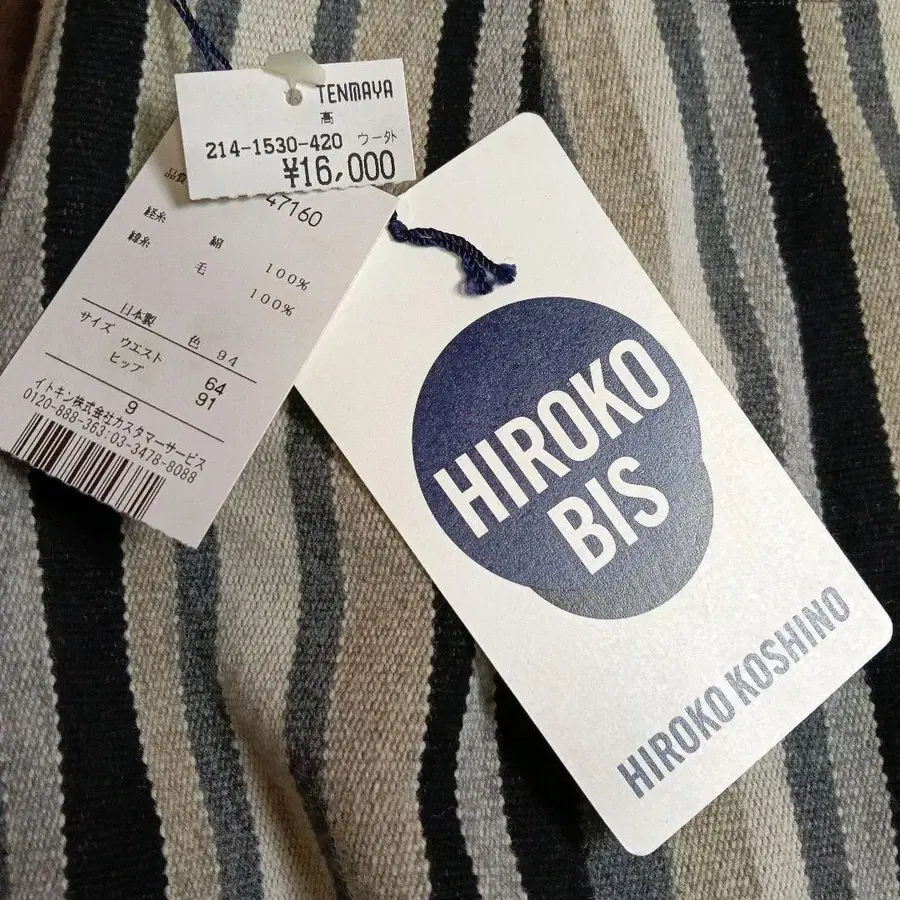 TENMAYA
高
214-1530-420 ウータト
¥16,000
品質
47160
経糸 綿 100%
緯糸 毛 100%
日本製 色 94
サイズ ウエスト 64
ヒップ 91
9
イトキン株式会社カスタマーサービス
0120-888-363:03-3478-8088
HIROKO
BIS
HIROKO KOSHINO